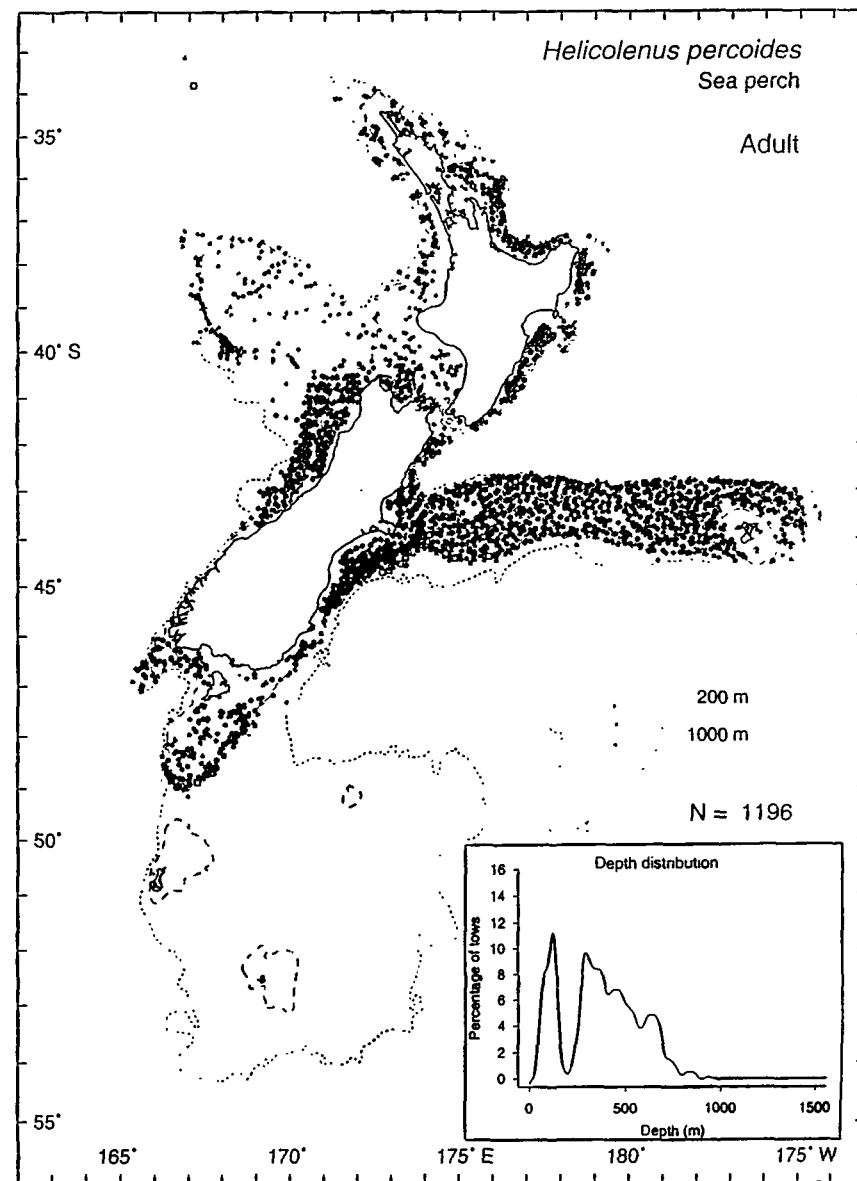 Helicolenus percoides
Sea perch
Adult
35°
40° S
45°
50°
55°
200 m
1000 m
N = 1196
Depth distribution
Percentage of tows
16
14
12
10
8
6
4
2
0
0
500
1000
1500
Depth (m)
165°
170°
175° E
180°
175° W